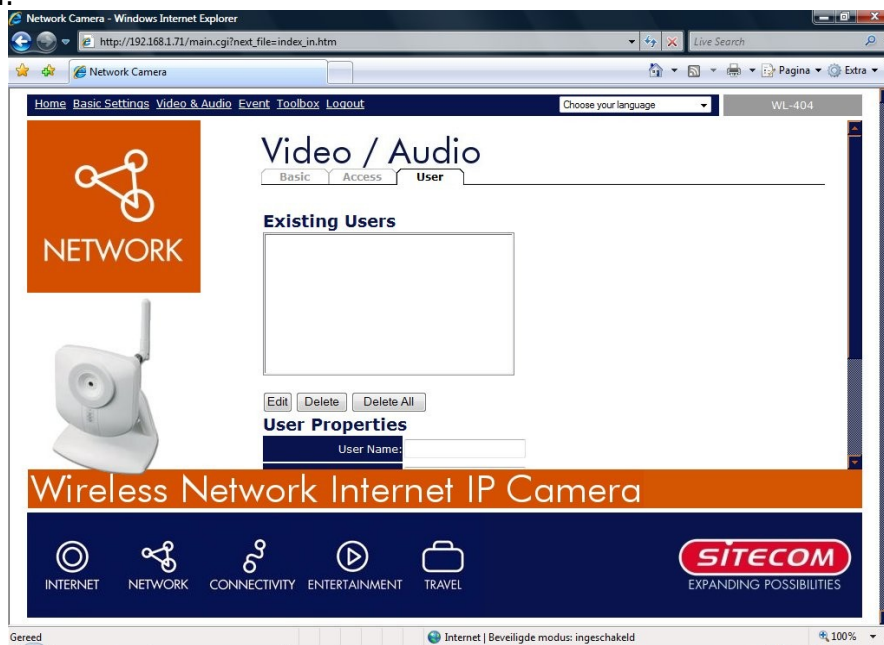 Network Camera - Windows Internet Explorer
http://192.168.1.71/main.cgi?next_file=index_in.htm
Live Search
Network Camera
Pagina
Extra
Home Basic Settings Video & Audio Event Toolbox Logout
Choose your language
WL-404
NETWORK
Video / Audio
Basic Access User
Existing Users
Edit Delete Delete All
User Properties
User Name:
Wireless Network Internet IP Camera
INTERNET NETWORK CONNECTIVITY ENTERTAINMENT TRAVEL
SITECOM
EXPANDING POSSIBILITIES
Gereed
Internet | Beveiligde modus: ingeschakeld
100%